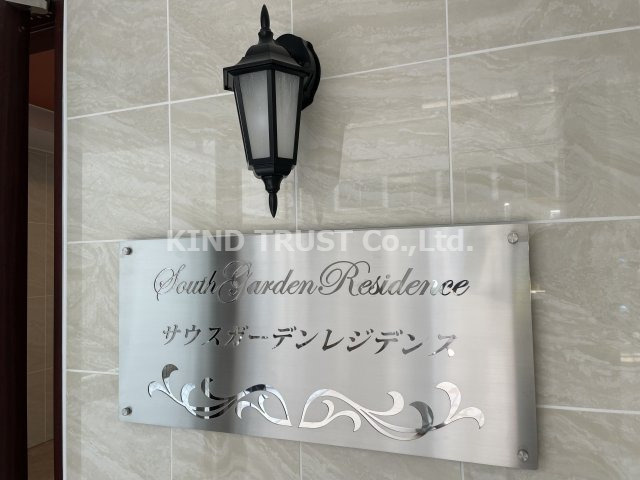 KIND TRUST Co.,Ltd.
South Garden Residence
サウスガーデンレジデンス